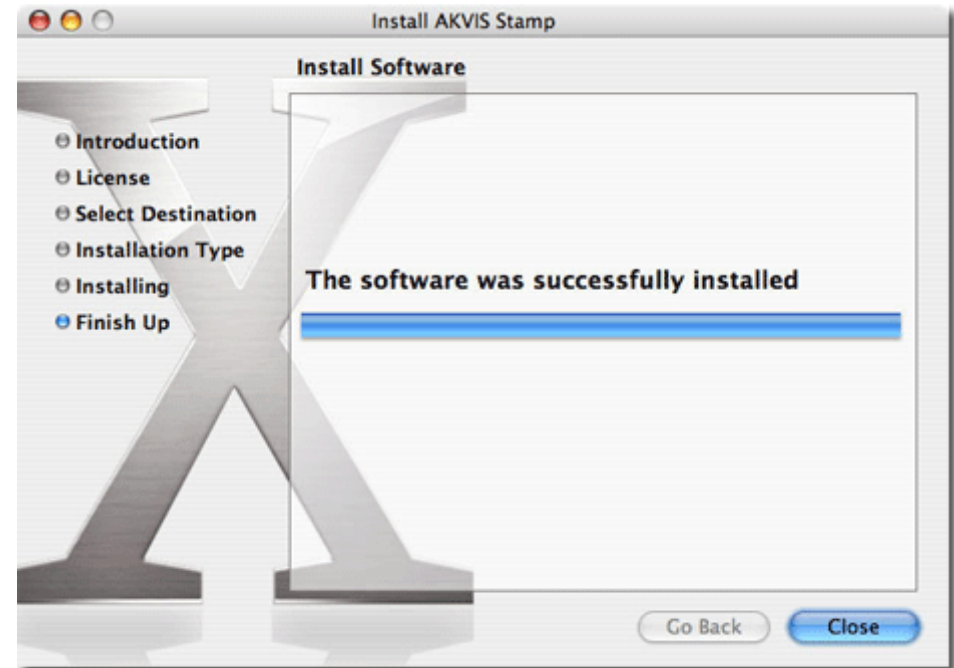 Install AKVIS Stamp
Install Software
Introduction
License
Select Destination
Installation Type
Installing
Finish Up
The software was successfully installed
Go Back
Close